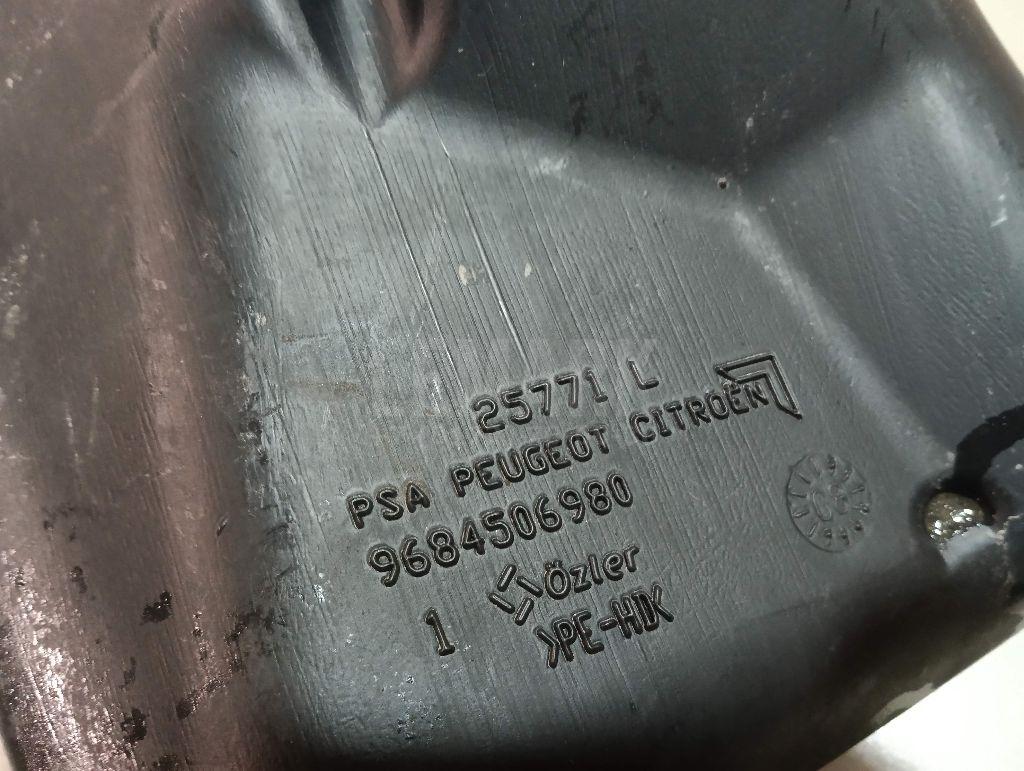 25771 L
PSA PEUGEOT CITROËN
9684506980
Özler
1
>PE-HD<